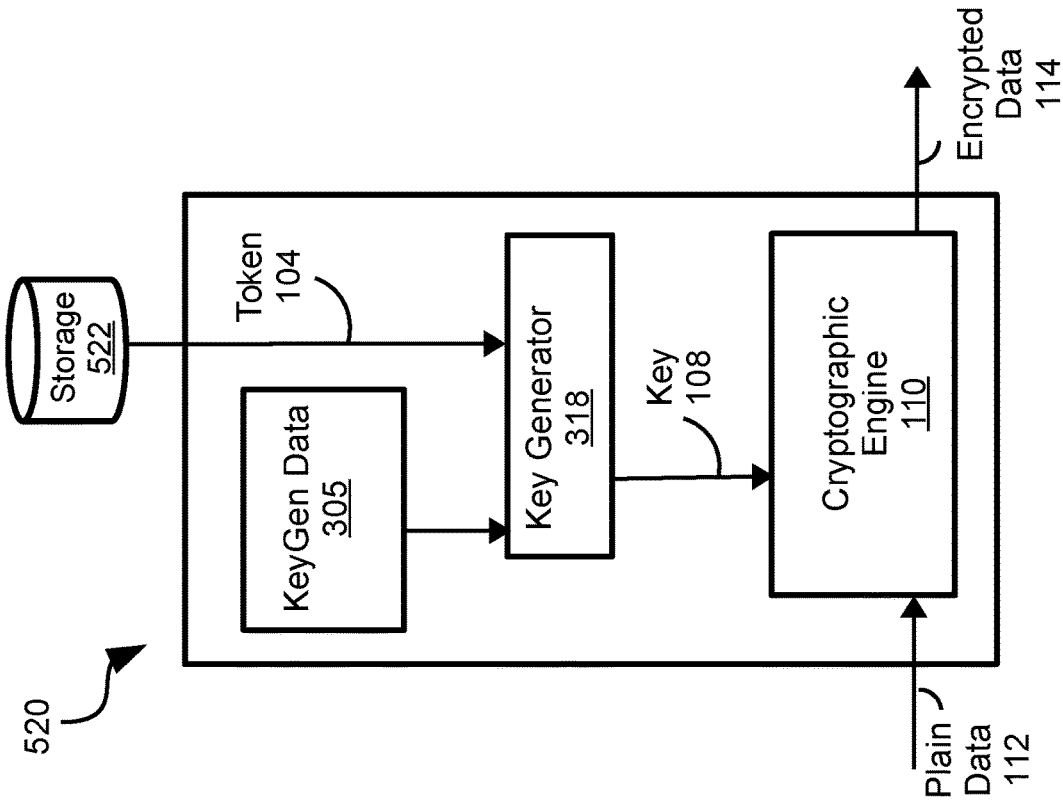 520
Storage
522
Token
104
KeyGen Data
305
Key Generator
318
Key
108
Cryptographic
Engine
110
Plain
Data
112
Encrypted
Data
114